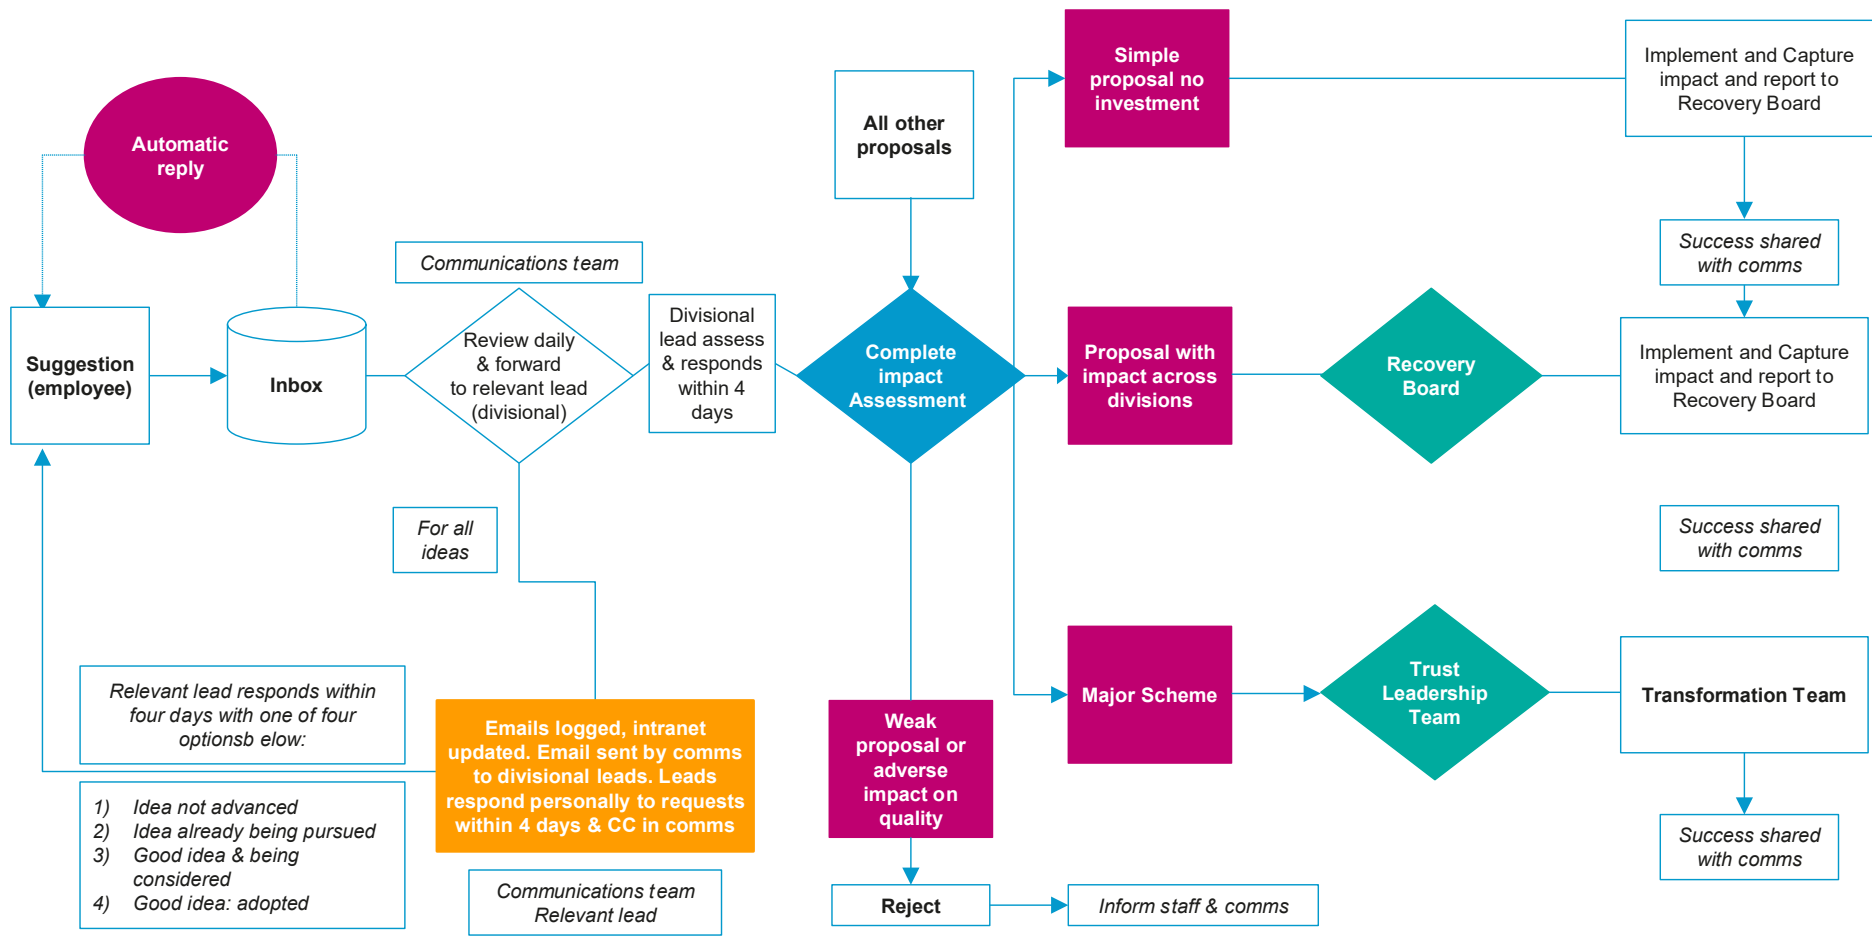 Automatic
reply
Suggestion
(employee)
Inbox
Communications team
Review daily
& forward
to relevant lead
(divisional)
Divisional
lead assess
& responds
within 4
days
For all
ideas
Relevant lead responds within
four days with one of four
optionsb elow:
1) Idea not advanced
2) Idea already being pursued
3) Good idea & being
considered
4) Good idea: adopted
Emails logged, intranet
updated. Email sent by comms
to divisional leads. Leads
respond personally to requests
within 4 days & CC in comms
Communications team
Relevant lead
All other
proposals
Complete
impact
Assessment
Weak
proposal or
adverse
impact on
quality
Reject
Inform staff & comms
Simple
proposal no
investment
Implement and Capture
impact and report to
Recovery Board
Success shared
with comms
Proposal with
impact across
divisions
Recovery
Board
Implement and Capture
impact and report to
Recovery Board
Success shared
with comms
Major Scheme
Trust
Leadership
Team
Transformation Team
Success shared
with comms